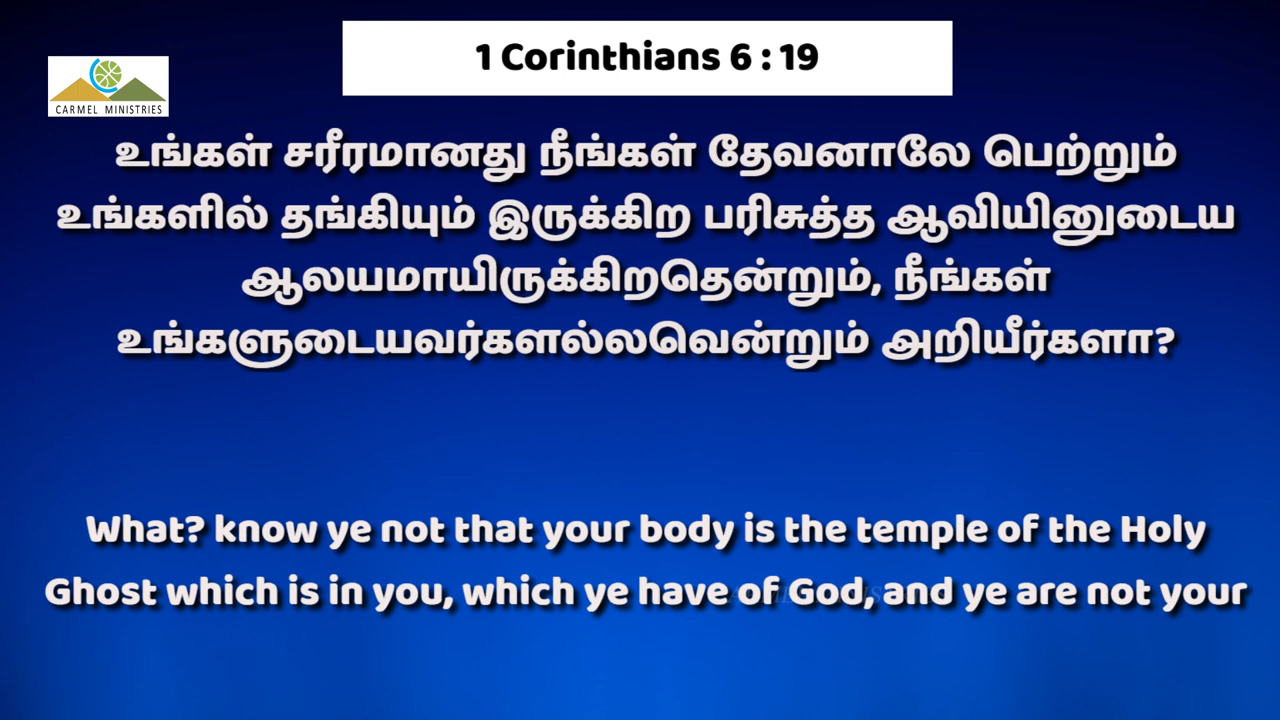 1 Corinthians 6 : 19
CARMEL MINISTRIES
உங்கள் சரீரமானது நீங்கள் தேவனாலே பெற்றும்
உங்களில் தங்கியும் இருக்கிற பரிசுத்த ஆவியினுடைய
ஆலயமாயிருக்கிறதென்றும், நீங்கள்
உங்களுடையவர்களல்லவென்றும் அறியீர்களா?
What? know ye not that your body is the temple of the Holy
Ghost which is in you, which ye have of God, and ye are not your